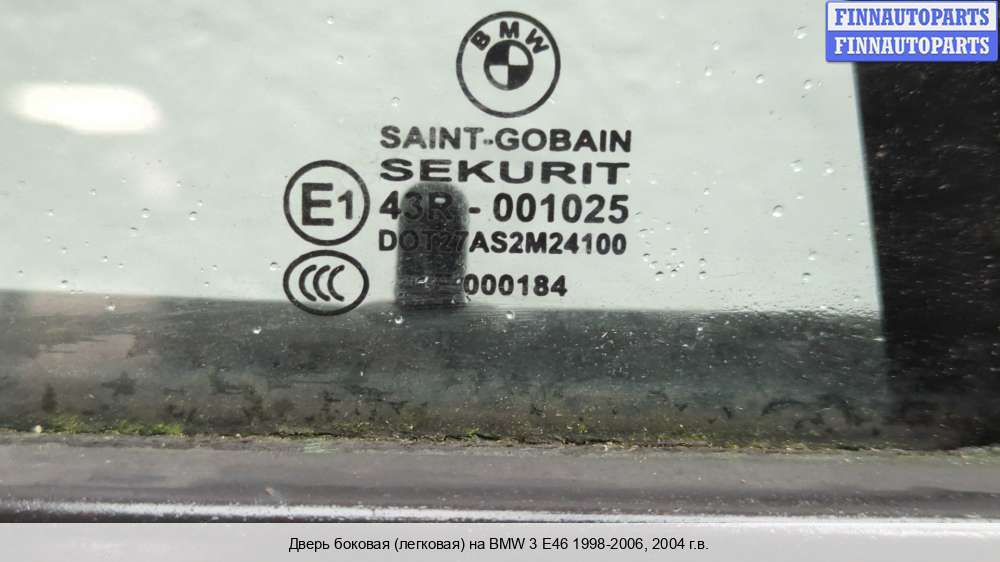 FINNAUTOPARTS
FINNAUTOPARTS
BMW
SAINT-GOBAIN
SEKURIT
E1
43R - 001025
DOT27AS2M24100
CCC
000184
Дверь боковая (легковая) на BMW 3 E46 1998-2006, 2004 г.в.